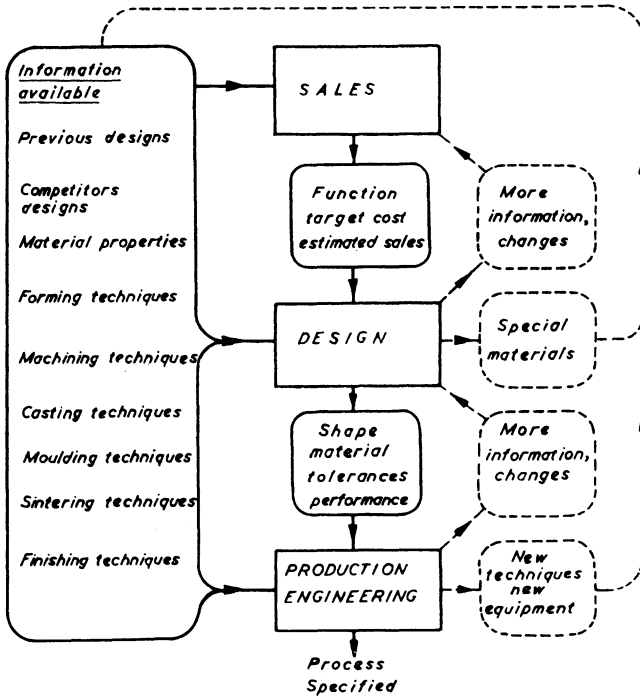 Information
available
Previous designs
Competitors
designs
Material properties
Forming techniques
Machining techniques
Casting techniques
Moulding techniques
Sintering techniques
Finishing techniques
SALES
Function
target cost
estimated sales
More
information,
changes
DESIGN
Special
materials
Shape
material
tolerances
performance
More
information,
changes
PRODUCTION
ENGINEERING
New
techniques
new
equipment
Process
Specified